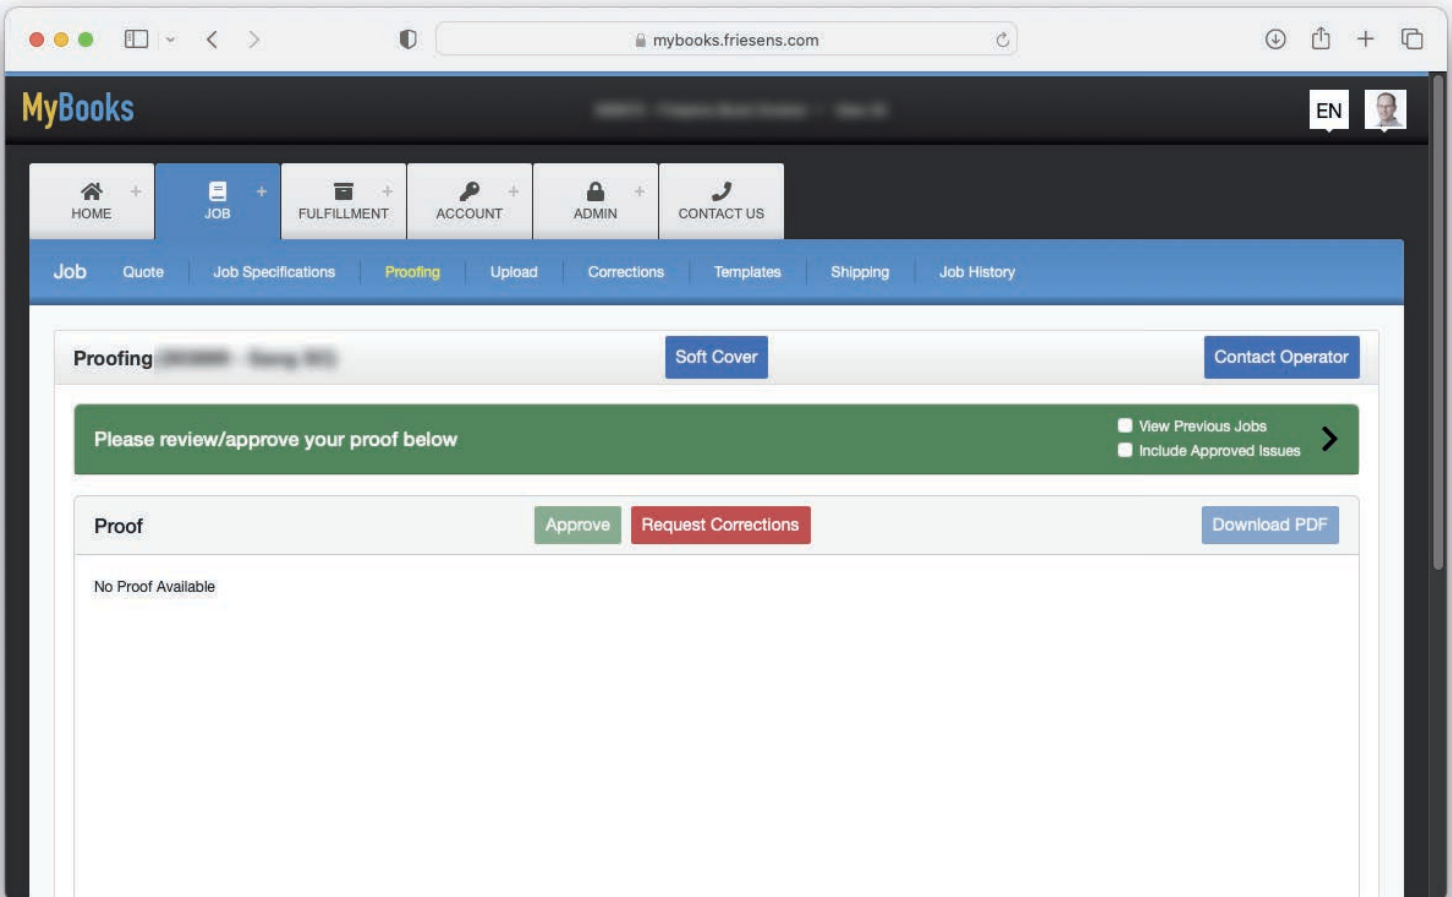 mybooks.friesens.com
MyBooks
EN
HOME
JOB
FULFILLMENT
ACCOUNT
ADMIN
CONTACT US
Job Quote Job Specifications Proofing Upload Corrections Templates Shipping Job History
Proofing
Soft Cover
Contact Operator
Please review/approve your proof below
View Previous Jobs
Include Approved Issues
Proof
Approve
Request Corrections
Download PDF
No Proof Available